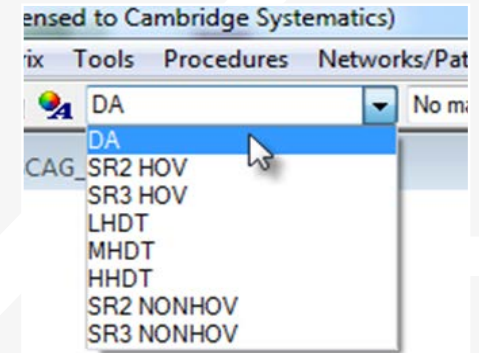 ensed to Cambridge Systematics)
ix Tools Procedures Networks/Pat
DA No ma
DA
CAG_ SR2 HOV
SR3 HOV
LHDT
MHDT
HHDT
SR2 NONHOV
SR3 NONHOV